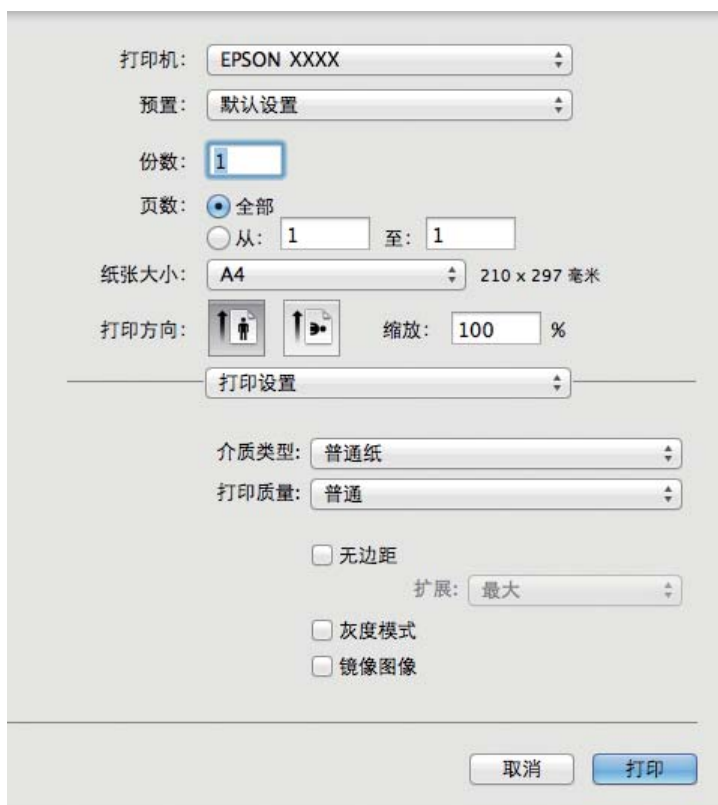 打印机: EPSON XXXX
预置: 默认设置
份数: 1
页数: 全部
从: 1 至: 1
纸张大小: A4 210 x 297 毫米
打印方向: 缩放: 100 %
打印设置
介质类型: 普通纸
打印质量: 普通
无边距
扩展: 最大
灰度模式
镜像图像
取消 打印